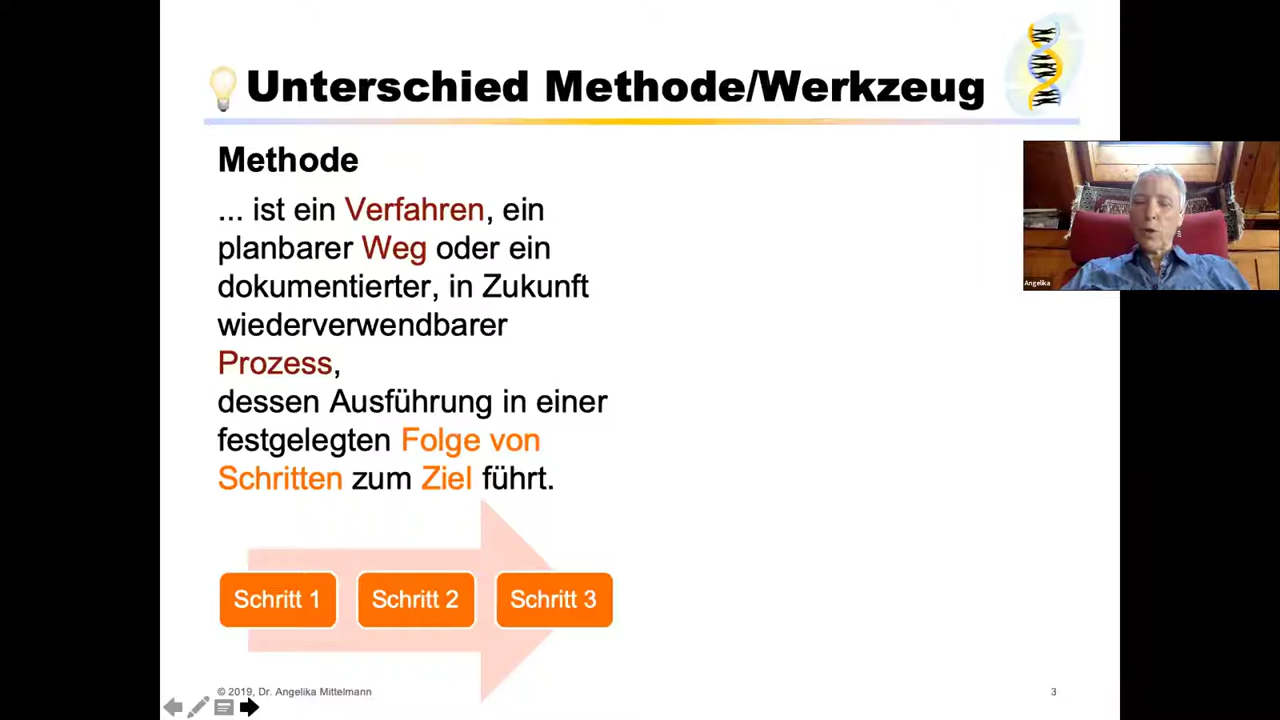 Unterschied Methode/Werkzeug
Methode
... ist ein Verfahren, ein
planbarer Weg oder ein
dokumentierter, in Zukunft
wiederverwendbarer
Prozess,
dessen Ausführung in einer
festgelegten Folge von
Schritten zum Ziel führt.
Schritt 1
Schritt 2
Schritt 3
© 2019, Dr. Angelika Mittelmann
3
Angelika